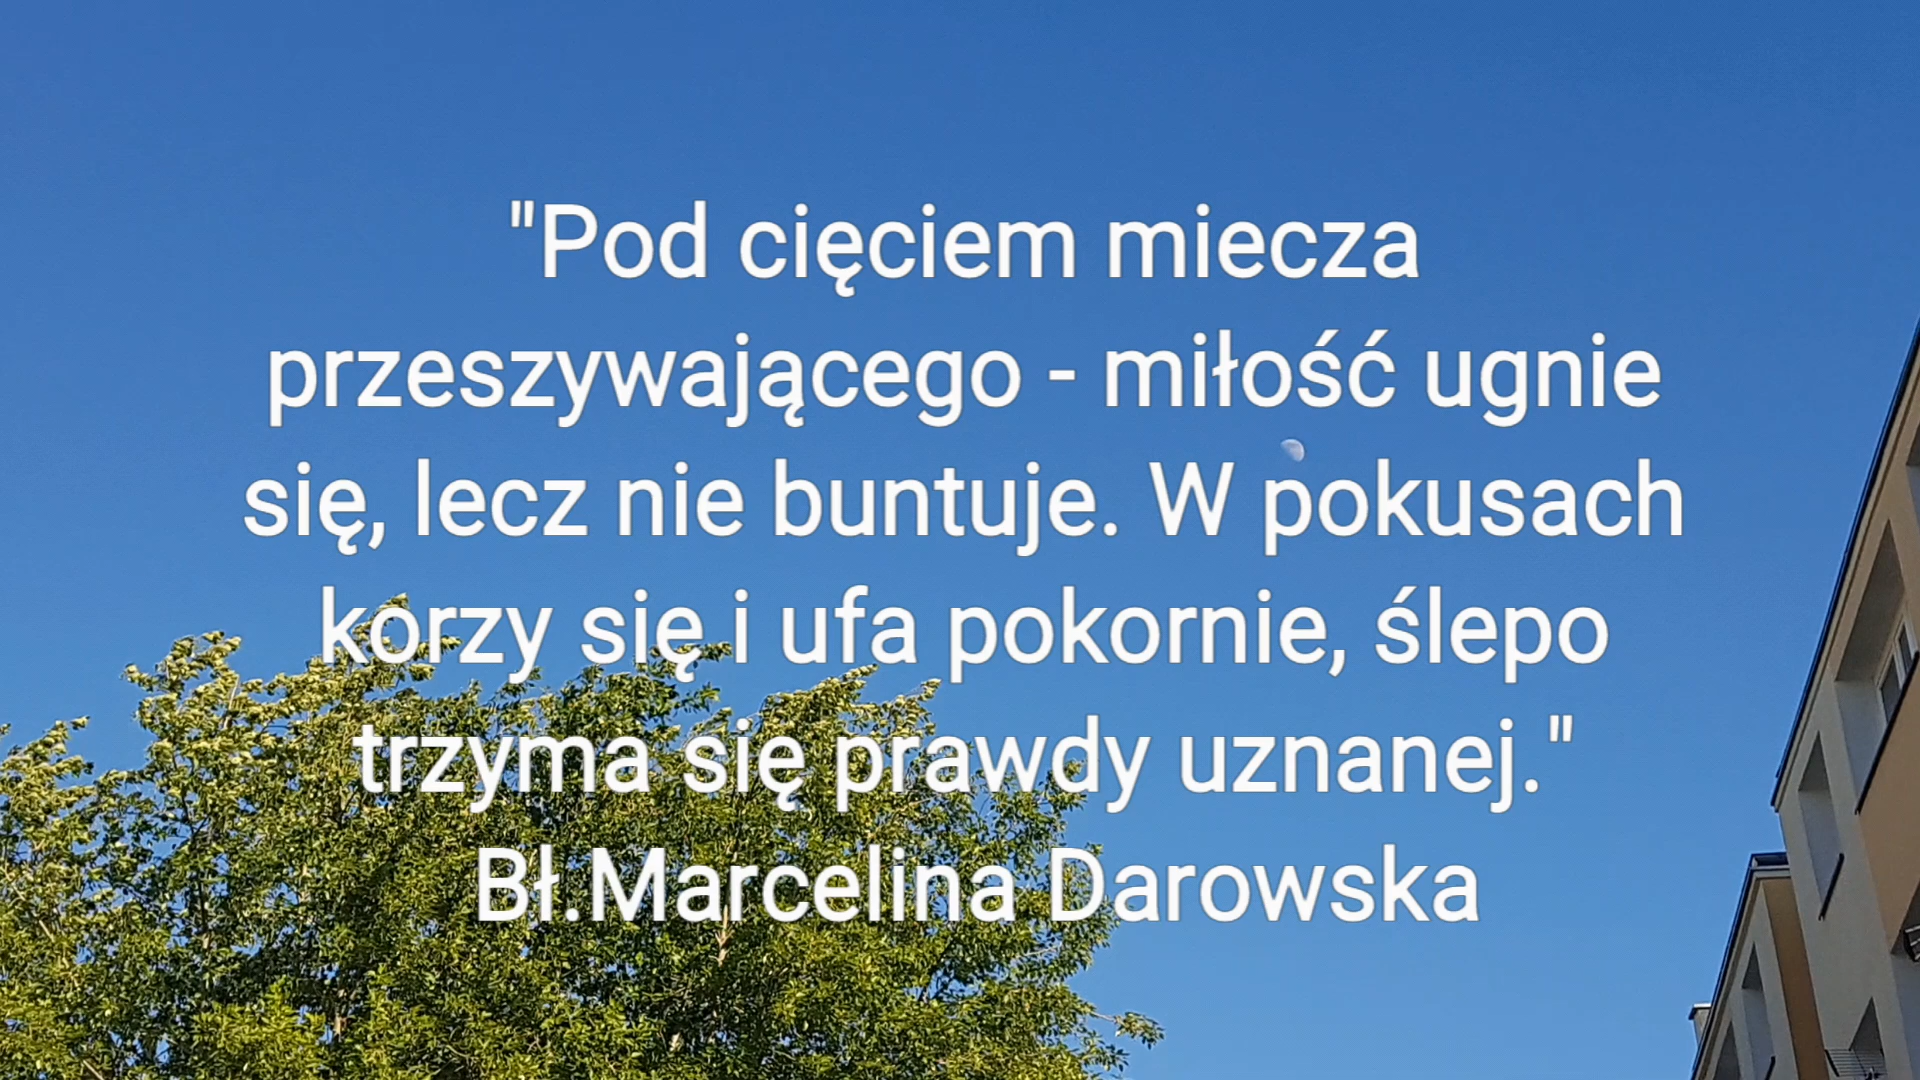 "Pod cięciem miecza
przeszywającego - miłość ugnie
się, lecz nie buntuje. W pokusach
korzy się i ufa pokornie, ślepo
trzyma się prawdy uznanej."
Bł.Marcelina Darowska